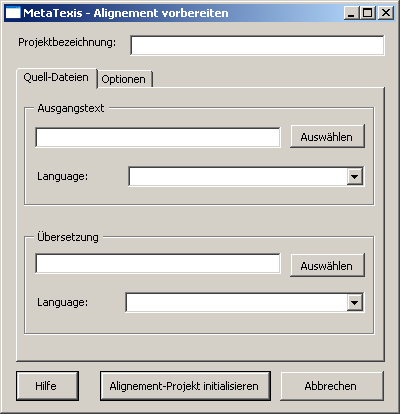 MetaTexis - Alignement vorbereiten
Projektbezeichnung:
Quell-Dateien Optionen
Ausgangstext
Auswählen
Language:
Übersetzung
Auswählen
Language:
Hilfe Alignement-Projekt initialisieren Abbrechen